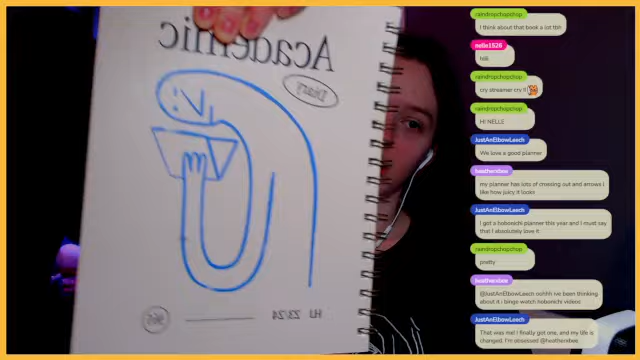 Academic
Diary
HJ 23/24
raindropchopchop
I think about that book a lot tbh
nelle1526
hiiii
raindropchopchop
cry streamer cry !!
raindropchopchop
HI NELLE
JustAnElbowLeech
We love a good planner
heatherxbee
my planner has lots of crossing out and arrows i
like how juicy it looks
JustAnElbowLeech
I got a hobonichi planner this year and I must say
that I absolutely love it
raindropchopchop
pretty
heatherxbee
@JustAnElbowLeech oohhh ive been thinking
about it i binge watch hobonichi videos
JustAnElbowLeech
That was me! I finally got one, and my life is
changed. I'm obsessed @heatherxbee